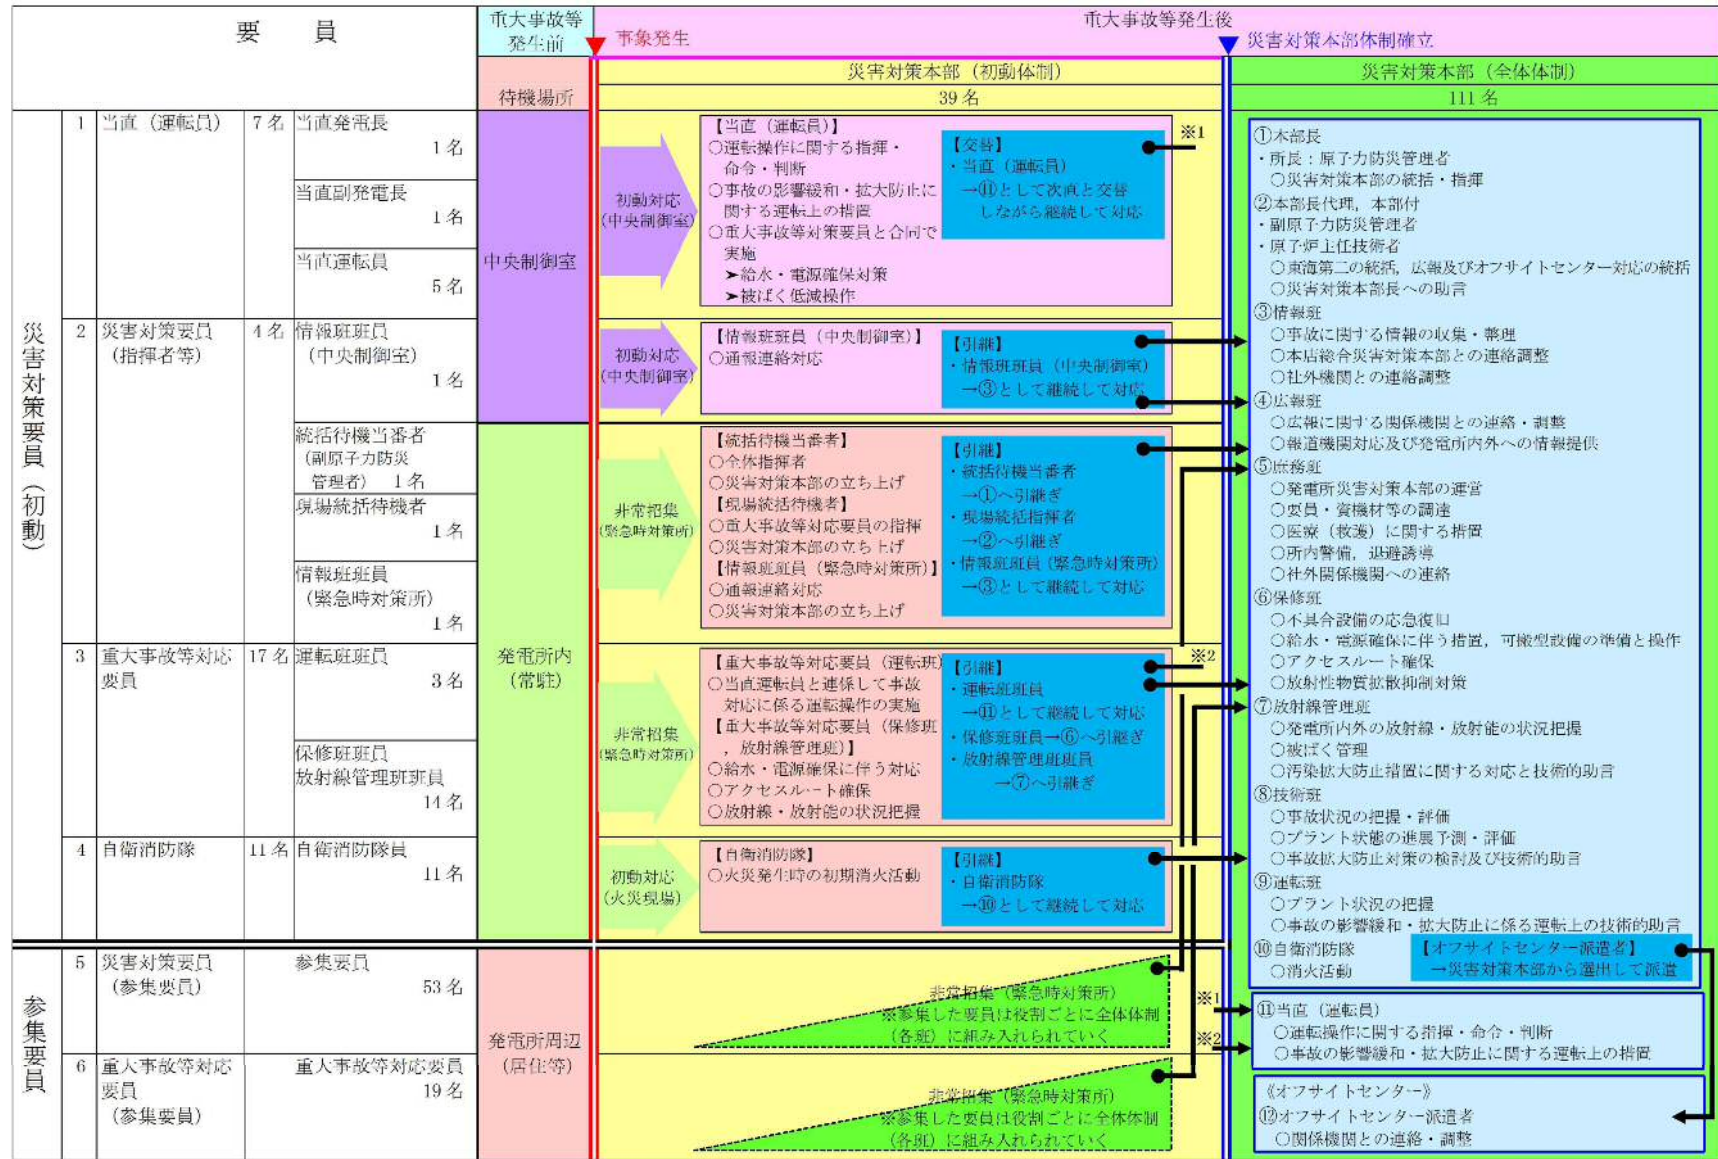 要　員
重大事故等
発生前
重大事故等発生後
事象発生
災害対策本部体制確立
待機場所
災害対策本部（初動体制）
39 名
災害対策本部（全体体制）
111 名
災害対策要員（初動）
1 当直（運転員） 7 名
当直発電長
1 名
当直副発電長
1 名
当直運転員
5 名
中央制御室
初動対応
（中央制御室）
【当直（運転員）】
○運転操作に関する指揮・
命令・判断
○事故の影響緩和・拡大防止に
関する運転上の措置
○重大事故等対策要員と合同で
実施
➤給水・電源確保対策
➤被ばく低減操作
【交替】
・当直（運転員）
→⑪として次直と交替
しながら継続して対応
※1
2 災害対策要員 4 名
（指揮者等）
情報班班員
（中央制御室）
1 名
初動対応
（中央制御室）
【情報班班員（中央制御室）】
○通報連絡対応
【引継】
・情報班班員（中央制御室）
→③として継続して対応
統括待機当番者
（副原子力防災
管理者） 1 名
現場統括待機者
1 名
情報班班員
（緊急時対策所）
1 名
発電所内
（常駐）
非常招集
（緊急時対策所）
【統括待機当番者】
○全体指揮者
○災害対策本部の立ち上げ
【現場統括待機者】
○重大事故等対応要員の指揮
○災害対策本部の立ち上げ
【情報班班員（緊急時対策所）】
○通報連絡対応
○災害対策本部の立ち上げ
【引継】
・統括待機当番者
→①へ引継ぎ
・現場統括指揮者
→②へ引継ぎ
・情報班班員（緊急時対策所）
→③として継続して対応
3 重大事故等対応 17 名
要員
運転班班員
3 名
保修班班員
放射線管理班班員
14 名
非常招集
（緊急時対策所）
【重大事故等対応要員（運転班）】
○当直運転員と連係して事故
対応に係る運転操作の実施
【重大事故等対応要員（保修班
，放射線管理班）】
○給水・電源確保に伴う対応
○アクセスルート確保
○放射線・放射能の状況把握
【引継】
・運転班班員
→⑪として継続して対応
・保修班班員→⑥へ引継ぎ
・放射線管理班班員
→⑦へ引継ぎ
※2
4 自衛消防隊 11 名
自衛消防隊員
11 名
初動対応
（火災現場）
【自衛消防隊】
○火災発生時の初期消火活動
【引継】
・自衛消防隊
→⑩として継続して対応
参集要員
5 災害対策要員
（参集要員）
参集要員
53 名
発電所周辺
（居住等）
非常招集（緊急時対策所）
※参集した要員は役割ごとに全体体制
（各班）に組み入れられていく
6 重大事故等対応
要員
（参集要員）
重大事故等対応要員
19 名
非常招集（緊急時対策所）
※参集した要員は役割ごとに全体体制
（各班）に組み入れられていく
①本部長
・所長：原子力防災管理者
○災害対策本部の統括・指揮
②本部長代理，本部付
・副原子力防災管理者
・原子炉主任技術者
○東海第二の統括，広報及びオフサイトセンター対応の統括
○災害対策本部長への助言
③情報班
○事故に関する情報の収集・整理
○本店総合災害対策本部との連絡調整
○社外機関との連絡調整
④広報班
○広報に関する関係機関との連絡・調整
○報道機関対応及び発電所内外への情報提供
⑤庶務班
○発電所災害対策本部の運営
○要員・資機材等の調達
○医療（救護）に関する措置
○所内警備，退避誘導
○社外関係機関への連絡
⑥保修班
○不具合設備の応急復旧
○給水・電源確保に伴う措置，可搬型設備の準備と操作
○アクセスルート確保
○放射性物質拡散抑制対策
⑦放射線管理班
○発電所内外の放射線・放射能の状況把握
○被ばく管理
○汚染拡大防止措置に関する対応と技術的助言
⑧技術班
○事故状況の把握・評価
○プラント状態の進展予測・評価
○事故拡大防止対策の検討及び技術的助言
⑨運転班
○プラント状況の把握
○事故の影響緩和・拡大防止に係る運転上の技術的助言
⑩自衛消防隊
○消火活動
【オフサイトセンター派遣者】
→災害対策本部から選出して派遣
※1
※2
⑪当直（運転員）
○運転操作に関する指揮・命令・判断
○事故の影響緩和・拡大防止に関する運転上の措置
《オフサイトセンター》
⑫オフサイトセンター派遣者
○関係機関との連絡・調整